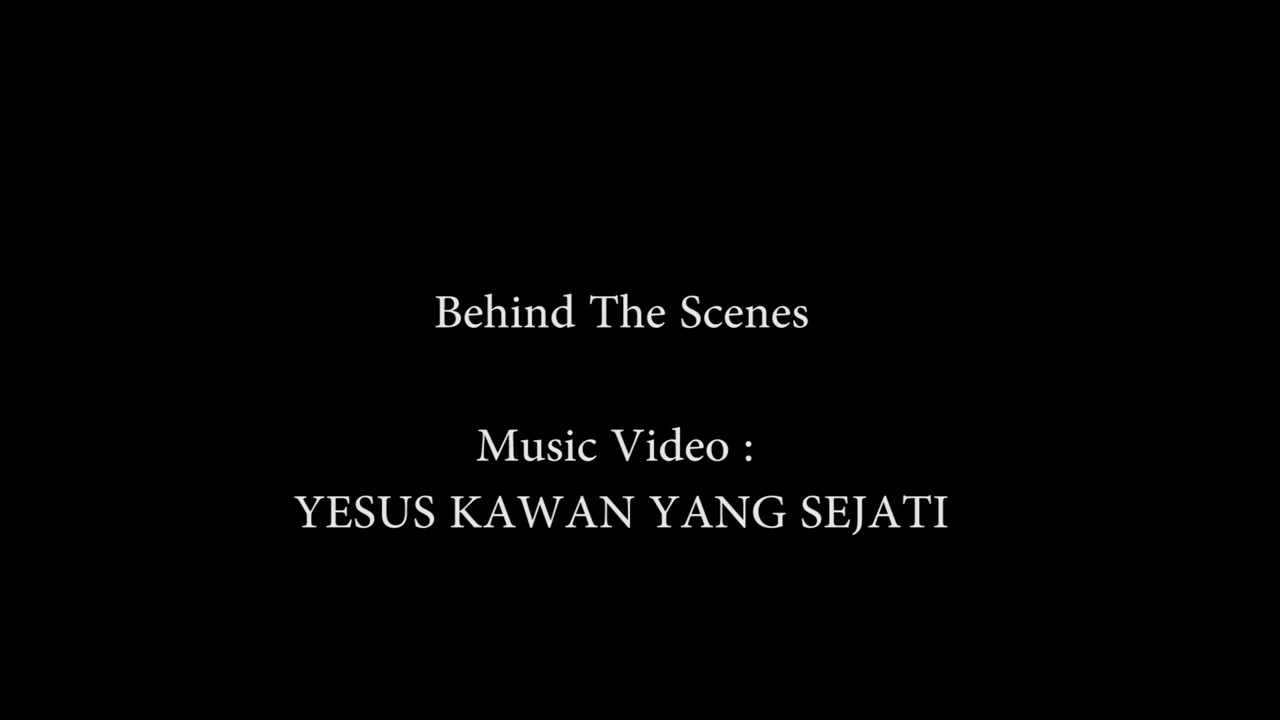 Behind The Scenes
Music Video :
YESUS KAWAN YANG SEJATI